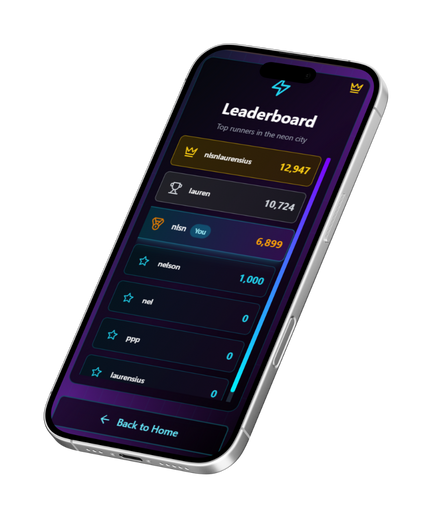 Leaderboard
Top runners in the neon city
nlsnlaurensius 12,947
lauren 10,724
nlsn You 6,899
nelson 1,000
nel 0
ppp 0
laurensius 0
← Back to Home